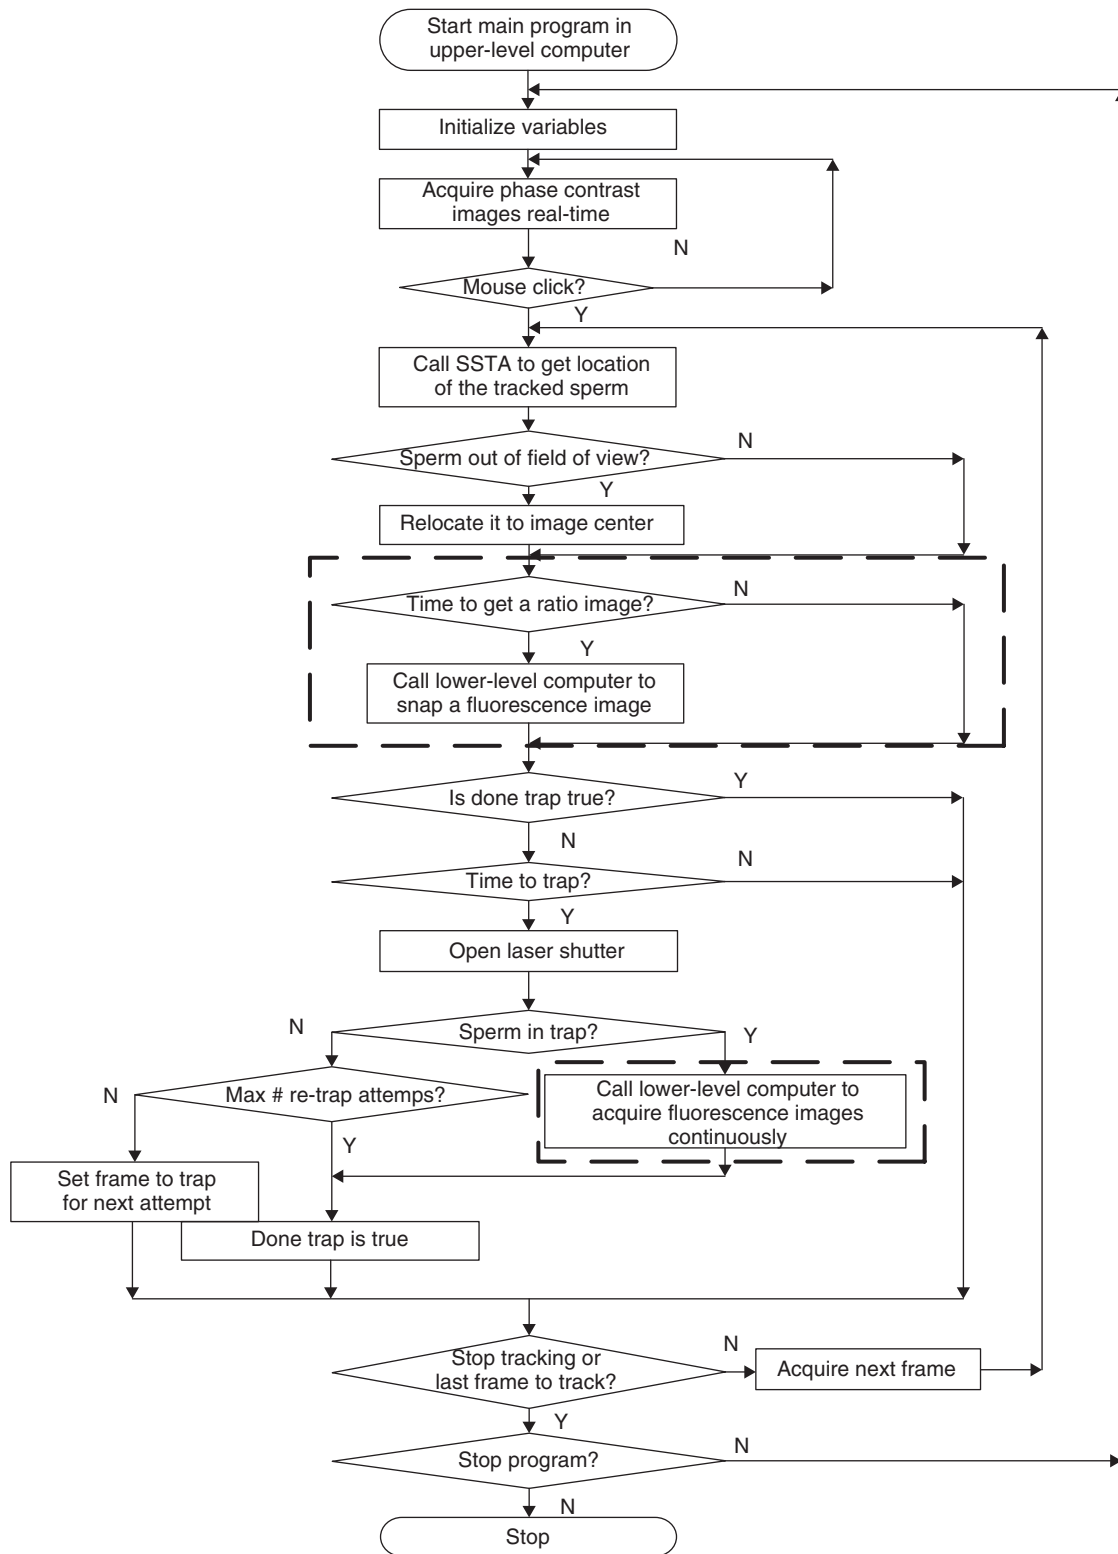 Start main program in
upper-level computer
Initialize variables
Acquire phase contrast
images real-time
N
Mouse click?
Y
Call SSTA to get location
of the tracked sperm
N
Sperm out of field of view?
Y
Relocate it to image center
N
Time to get a ratio image?
Y
Call lower-level computer to
snap a fluorescence image
Y
Is done trap true?
N
N
Time to trap?
Y
Open laser shutter
N
Sperm in trap?
Y
N
Max # re-trap attemps?
Call lower-level computer to
acquire fluorescence images
continuously
Y
Set frame to trap
for next attempt
Done trap is true
N
Stop tracking or
last frame to track?
Acquire next frame
Y
N
Stop program?
N
Stop